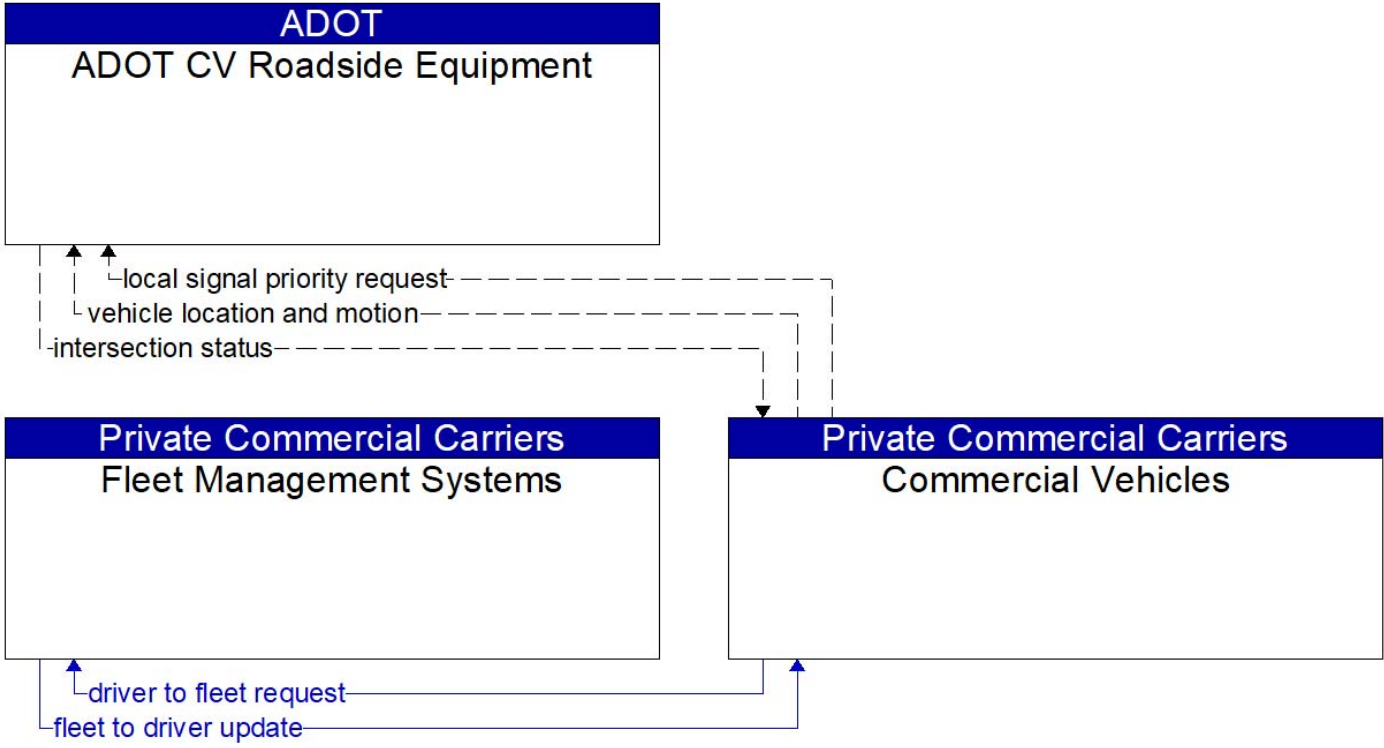 ADOT
ADOT CV Roadside Equipment
local signal priority request
vehicle location and motion
intersection status
Private Commercial Carriers
Fleet Management Systems
Private Commercial Carriers
Commercial Vehicles
driver to fleet request
fleet to driver update